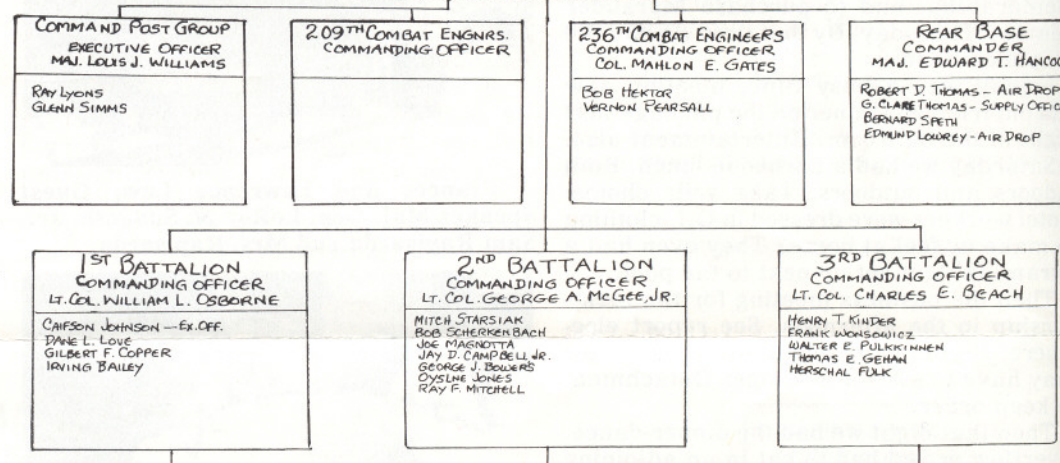 COMMAND POST GROUP
EXECUTIVE OFFICER
MAJ. LOUIS J. WILLIAMS
RAY LYONS
GLENN SIMMS
209TH COMBAT ENGNRS.
COMMANDING OFFICER
236TH COMBAT ENGINEERS
COMMANDING OFFICER
COL. MAHLON E. GATES
BOB HEKTOR
VERNON PEARSALL
REAR BASE
COMMANDER
MAJ. EDWARD T. HANCOC
ROBERT D. THOMAS - AIR DROP
G. CLARE THOMAS - SUPPLY OFFIC
BERNARD SPETH
EDMUND LOWREY - AIR DROP
1ST BATTALION
COMMANDING OFFICER
LT. COL. WILLIAM L. OSBORNE
CAIFSON JOHNSON - EX. OFF.
DANE L. LOVE
GILBERT F. COPPER
IRVING BAILEY
2ND BATTALION
COMMANDING OFFICER
LT. COL. GEORGE A. MCGEE, JR.
MITCH STARSIAK
BOB SCHERKENBACH
JOE MAGNOTTA
JAY D. CAMPBELL JR.
GEORGE J. BOWERS
OYSLNE JONES
RAY F. MITCHELL
3RD BATTALION
COMMANDING OFFICER
LT. COL. CHARLES E. BEACH
HENRY T. KINDER
FRANK WONSOWICZ
WALTER E. PULKKINNEN
THOMAS E. GEHAN
HERSCHAL FULK